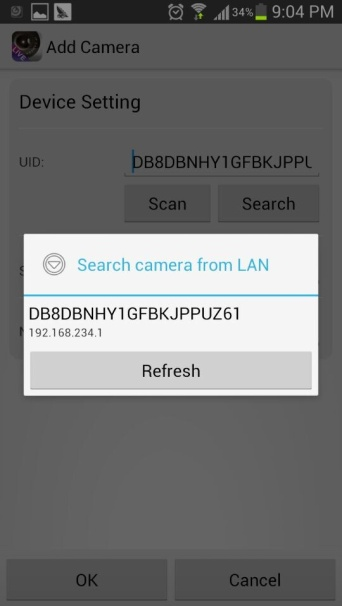 34% 9:04 PM
Add Camera
Device Setting
UID: DB8DBNHY1GFBKJPPU
Scan Search
Search camera from LAN
DB8DBNHY1GFBKJPPUZ61
192.168.234.1
Refresh
OK Cancel